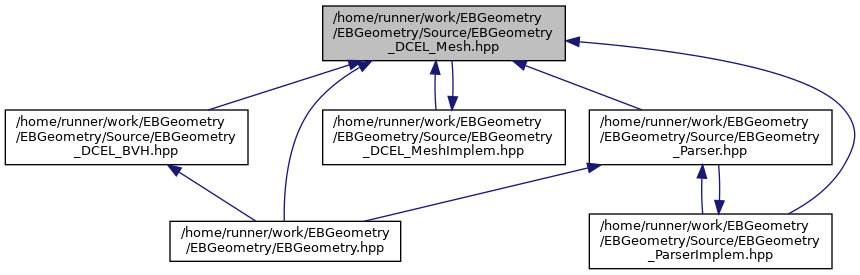 /home/runner/work/EBGeometry
/EBGeometry/Source/EBGeometry
_DCEL_Mesh.hpp
/home/runner/work/EBGeometry
/EBGeometry/Source/EBGeometry
_DCEL_BVH.hpp
/home/runner/work/EBGeometry
/EBGeometry/Source/EBGeometry
_DCEL_MeshImplem.hpp
/home/runner/work/EBGeometry
/EBGeometry/Source/EBGeometry
_Parser.hpp
/home/runner/work/EBGeometry
/EBGeometry/EBGeometry.hpp
/home/runner/work/EBGeometry
/EBGeometry/Source/EBGeometry
_ParserImplem.hpp